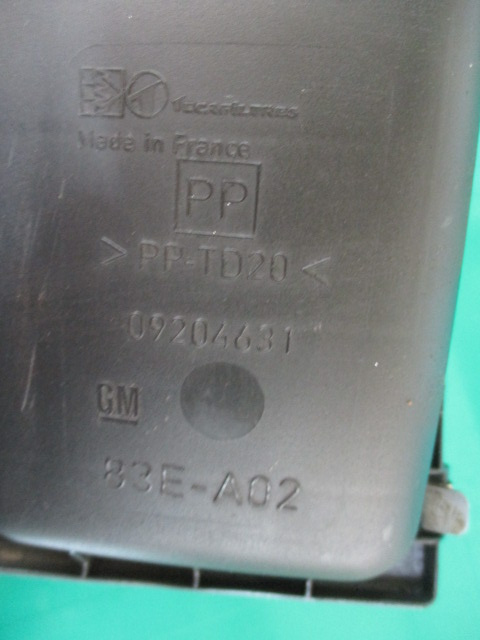 Made in France
PP
> PP-TD20 <
09204631
GM
83E-A02